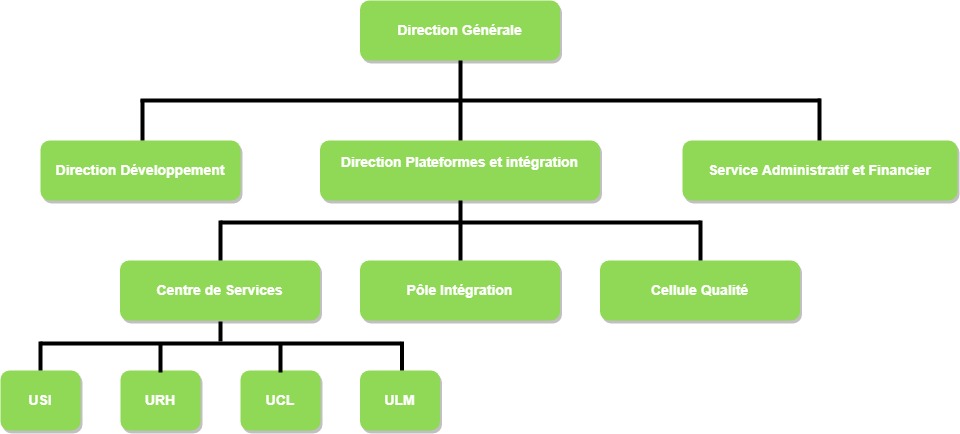 Direction Générale
Direction Développement
Direction Plateformes et intégration
Service Administratif et Financier
Centre de Services
Pôle Intégration
Cellule Qualité
USI
URH
UCL
ULM